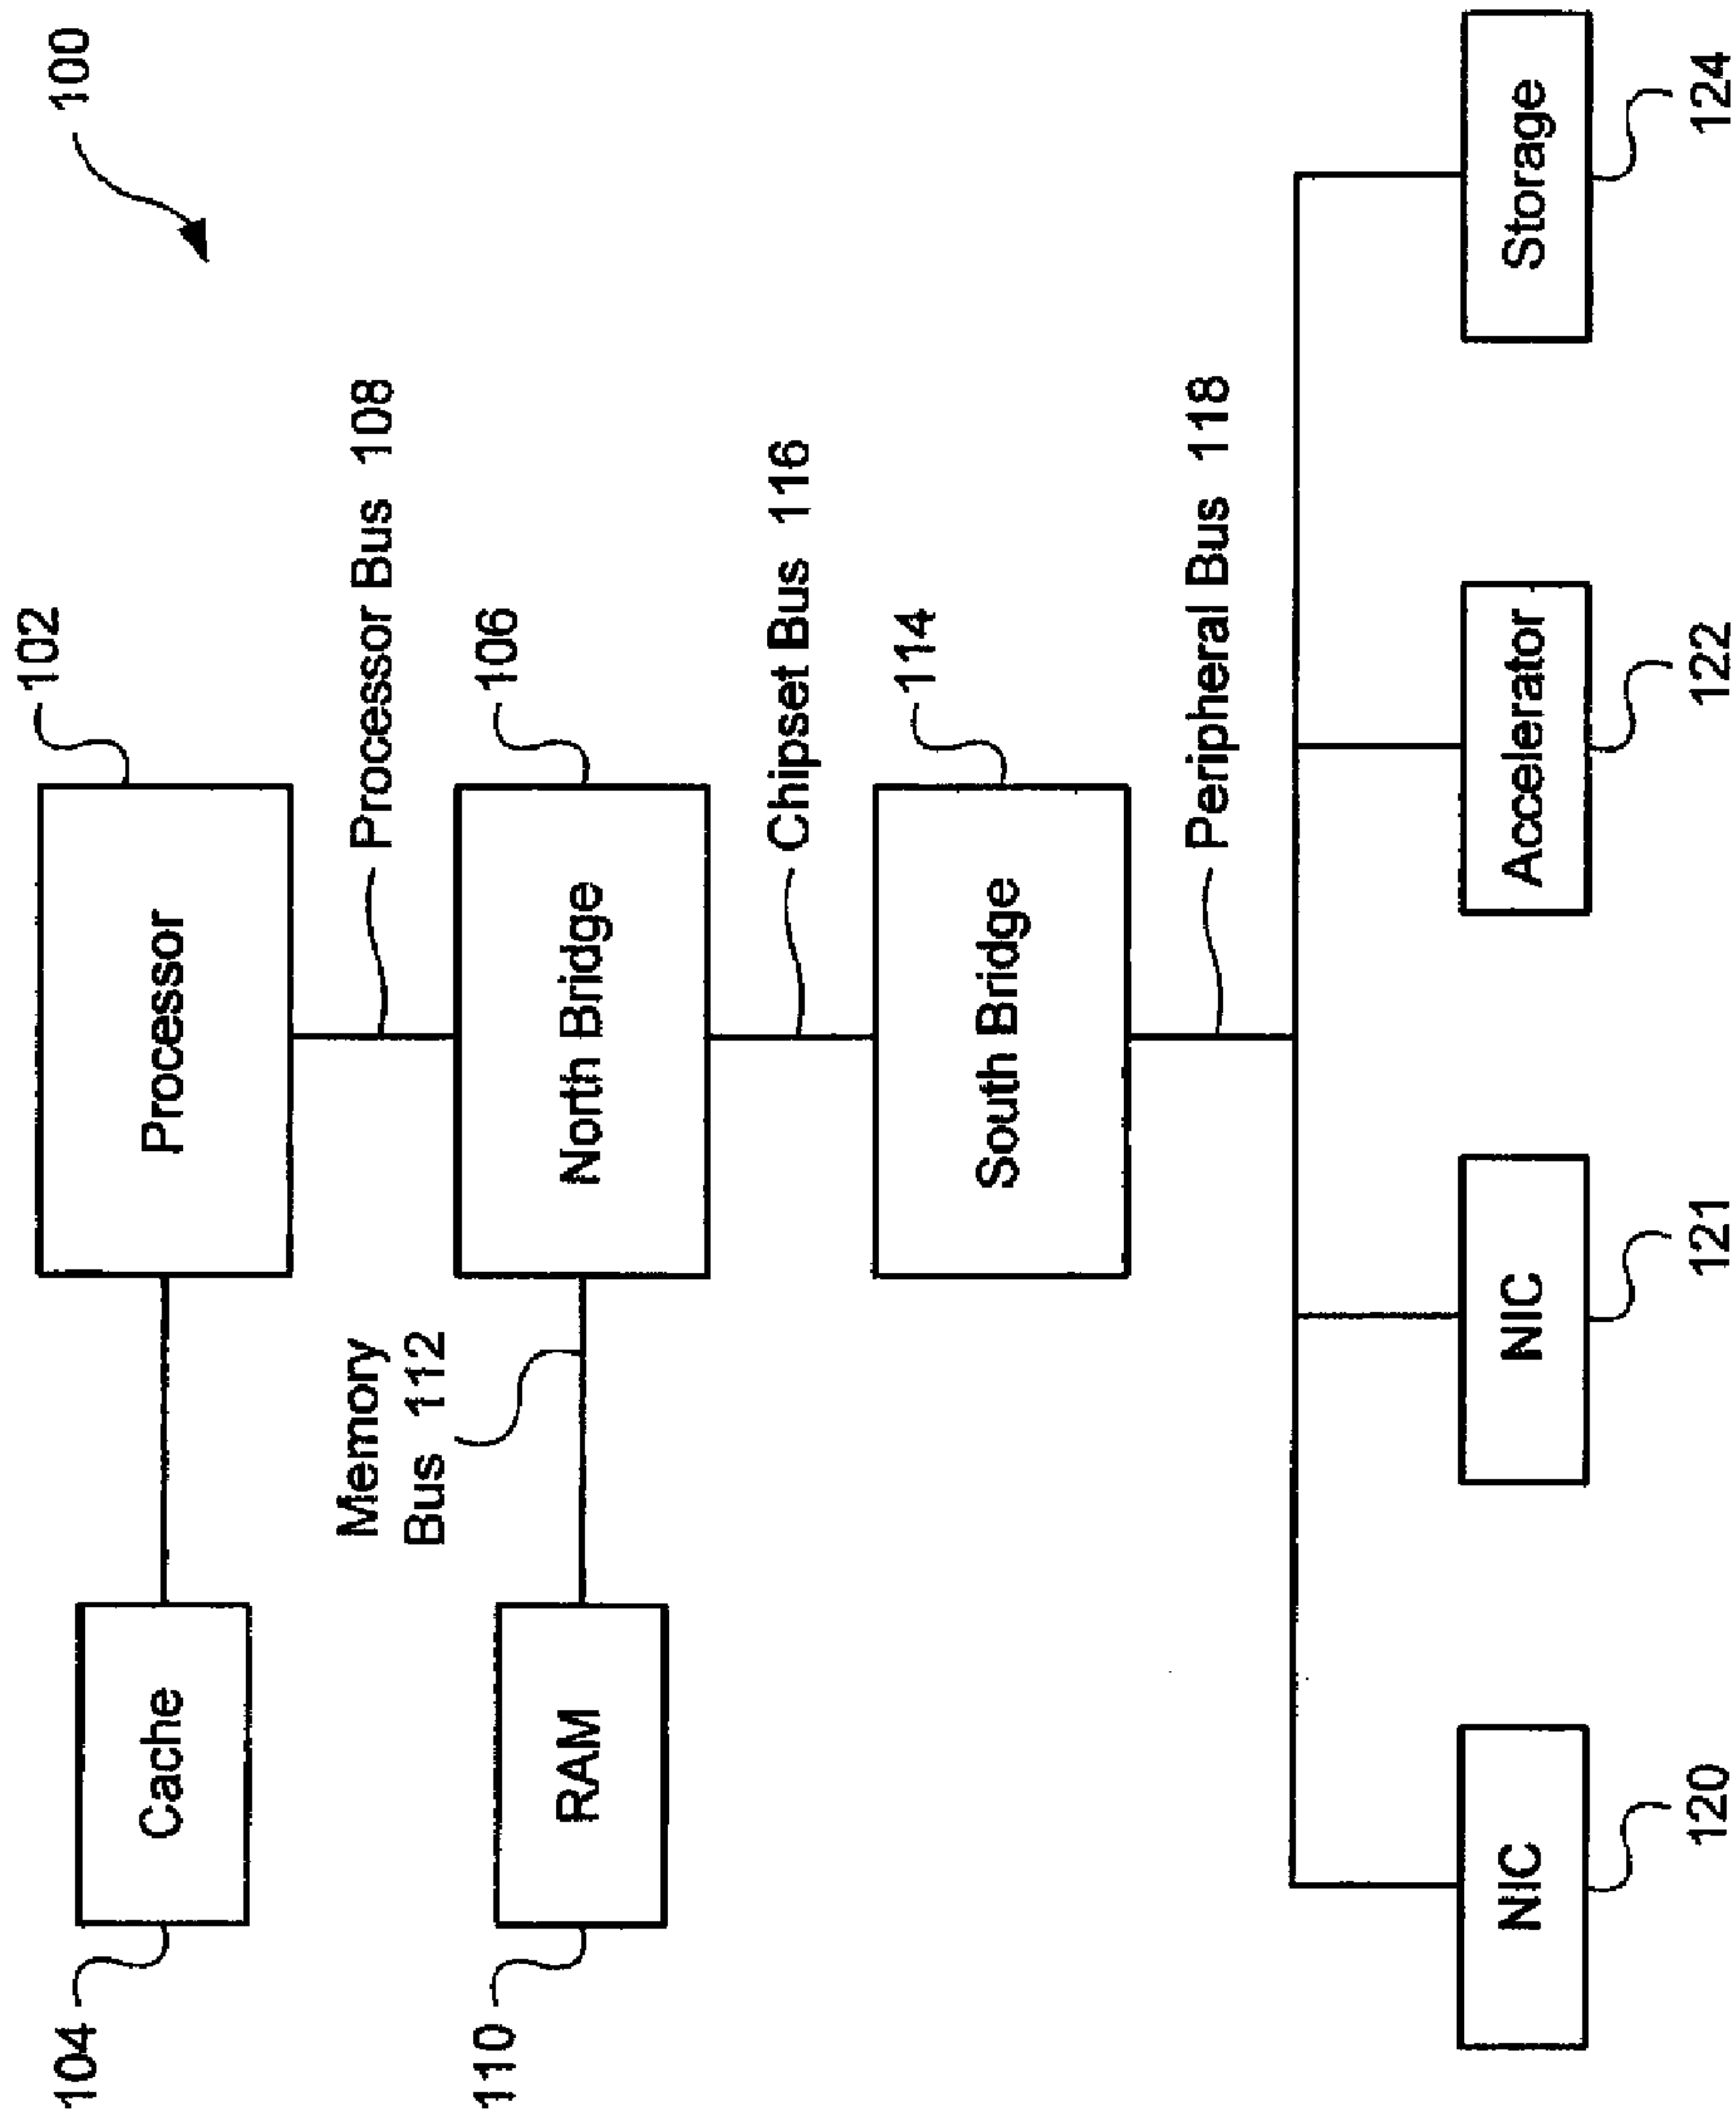 100
102
Processor
Cache
104
Processor Bus 108
106
North Bridge
Memory
Bus 112
RAM
110
Chipset Bus 116
114
South Bridge
Peripheral Bus 118
NIC
NIC
Accelerator
Storage
120
121
122
124